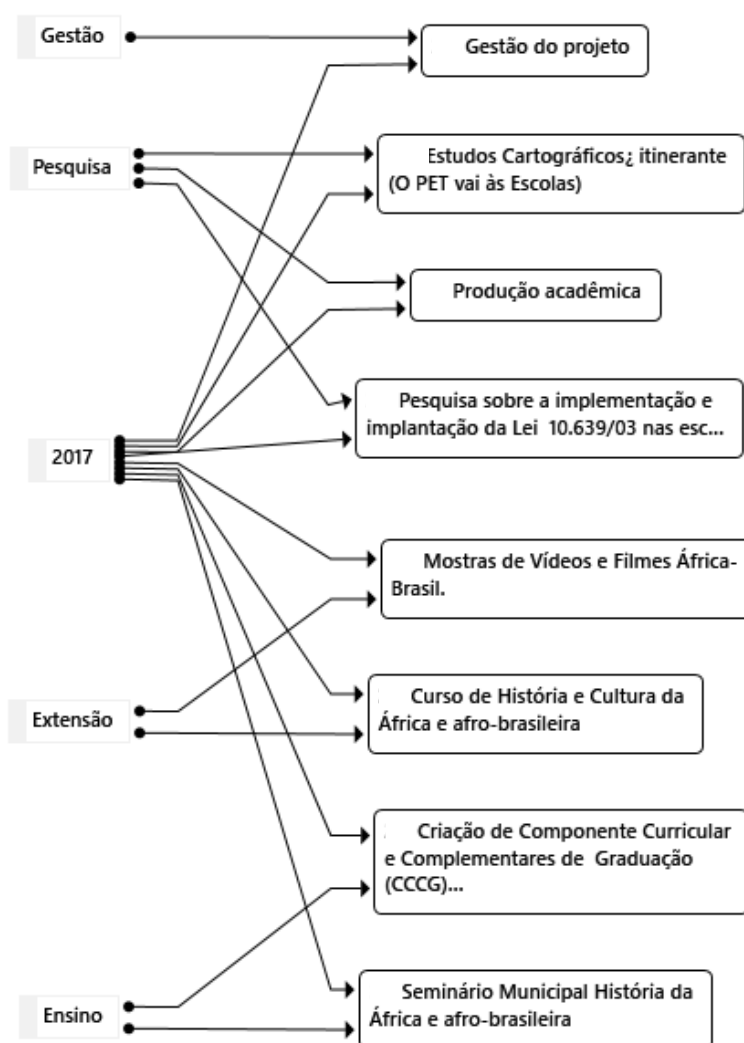 Gestão
Gestão do projeto
Pesquisa
Estudos Cartográficos¿ itinerante
(O PET vai às Escolas)
Produção acadêmica
Pesquisa sobre a implementação e
implantação da Lei 10.639/03 nas esc...
2017
Mostras de Vídeos e Filmes África-
Brasil.
Extensão
Curso de História e Cultura da
África e afro-brasileira
Criação de Componente Curricular
e Complementares de Graduação
(CCCG)...
Ensino
Seminário Municipal História da
África e afro-brasileira